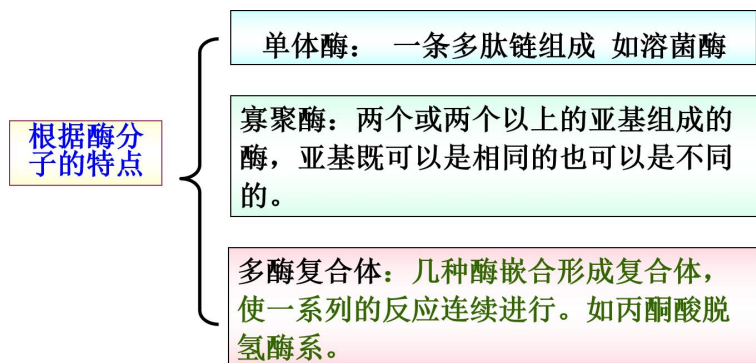 根据酶分
子的特点
单体酶： 一条多肽链组成 如溶菌酶
寡聚酶：两个或两个以上的亚基组成的
酶，亚基既可以是相同的也可以是不同
的。
多酶复合体：几种酶嵌合形成复合体，
使一系列的反应连续进行。如丙酮酸脱
氢酶系。